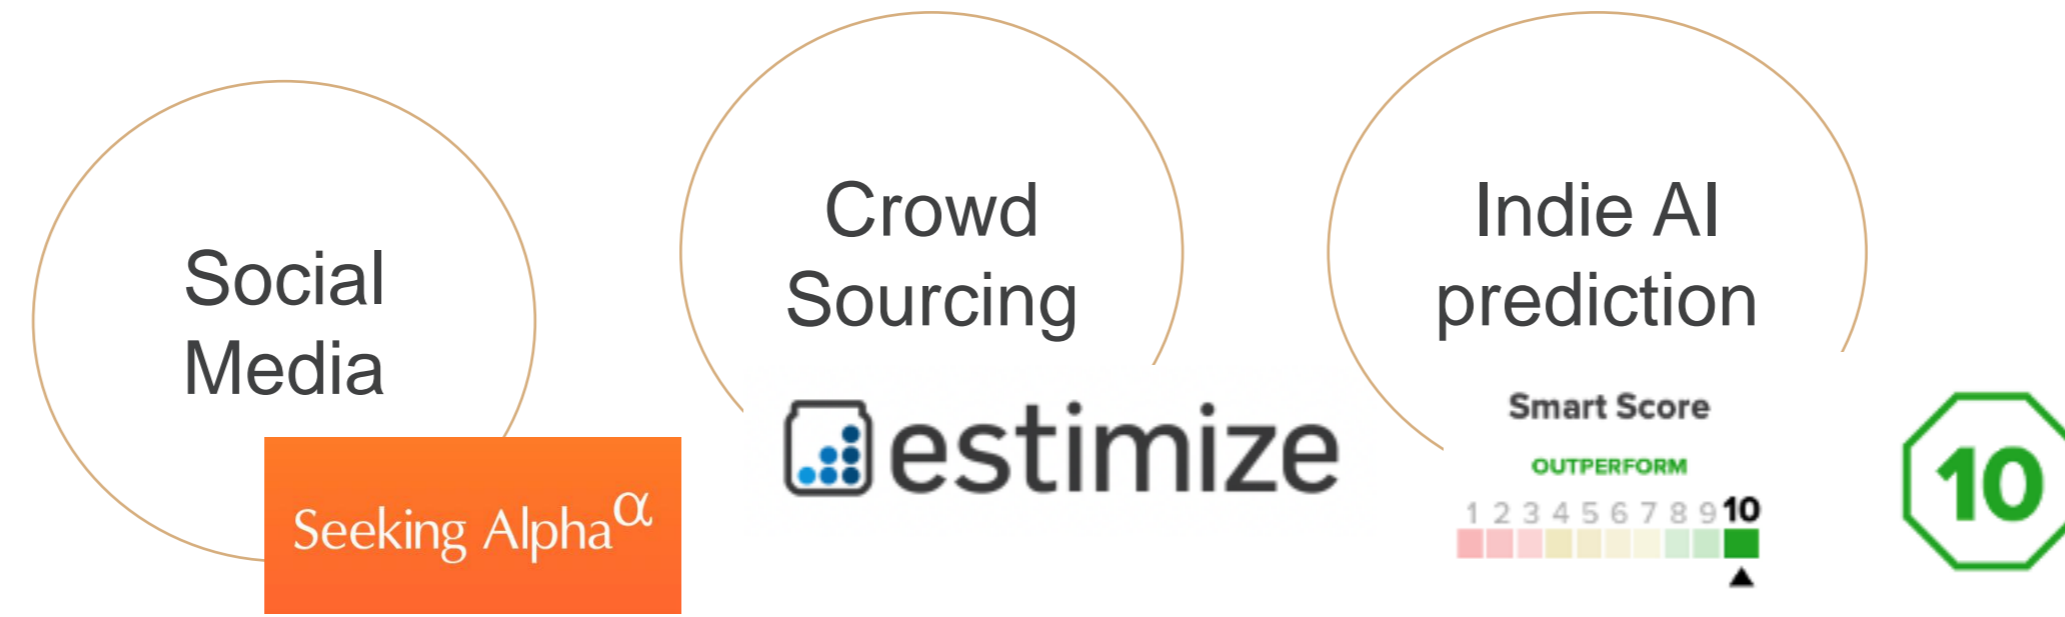 Social
Media
Seeking Alpha α
Crowd
Sourcing
estimize
Indie AI
prediction
Smart Score
OUTPERFORM
1 2 3 4 5 6 7 8 9 10
10